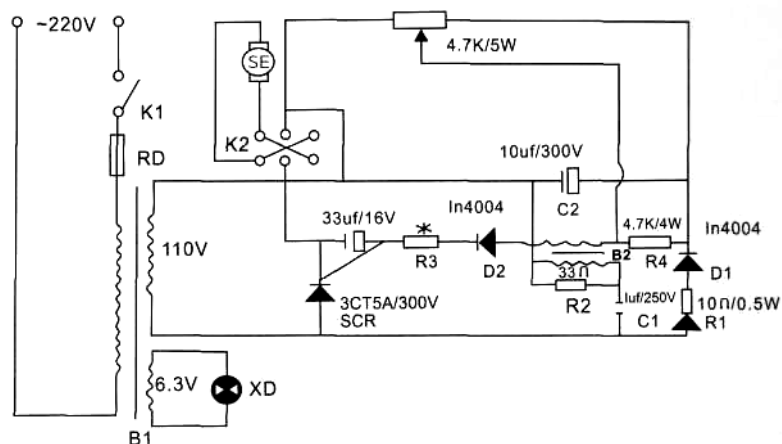 ~220V
SE
4.7K/5W
K1
K2
10uf/300V
RD
C2
33uf/16V
In4004
4.7K/4W
In4004
110V
*
R3
D2
B2
R4
D1
33Ω
3CT5A/300V
R2
1uf/250V
10Ω/0.5W
SCR
C1
R1
6.3V
XD
B1